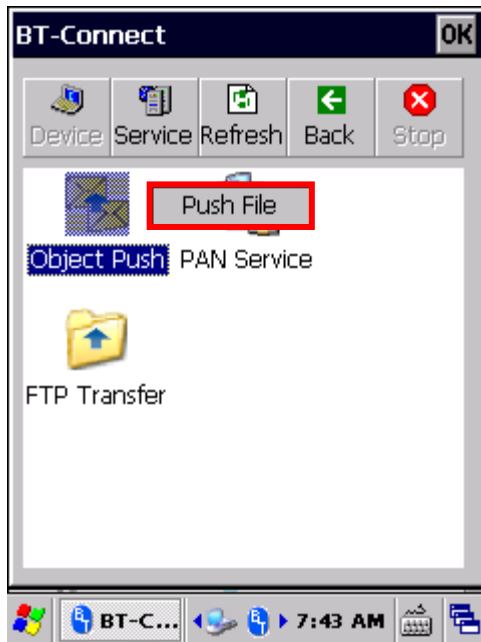 BT-Connect OK
Device Service Refresh Back Stop
Push File
Object Push PAN Service
FTP Transfer
BT-C... 7:43 AM